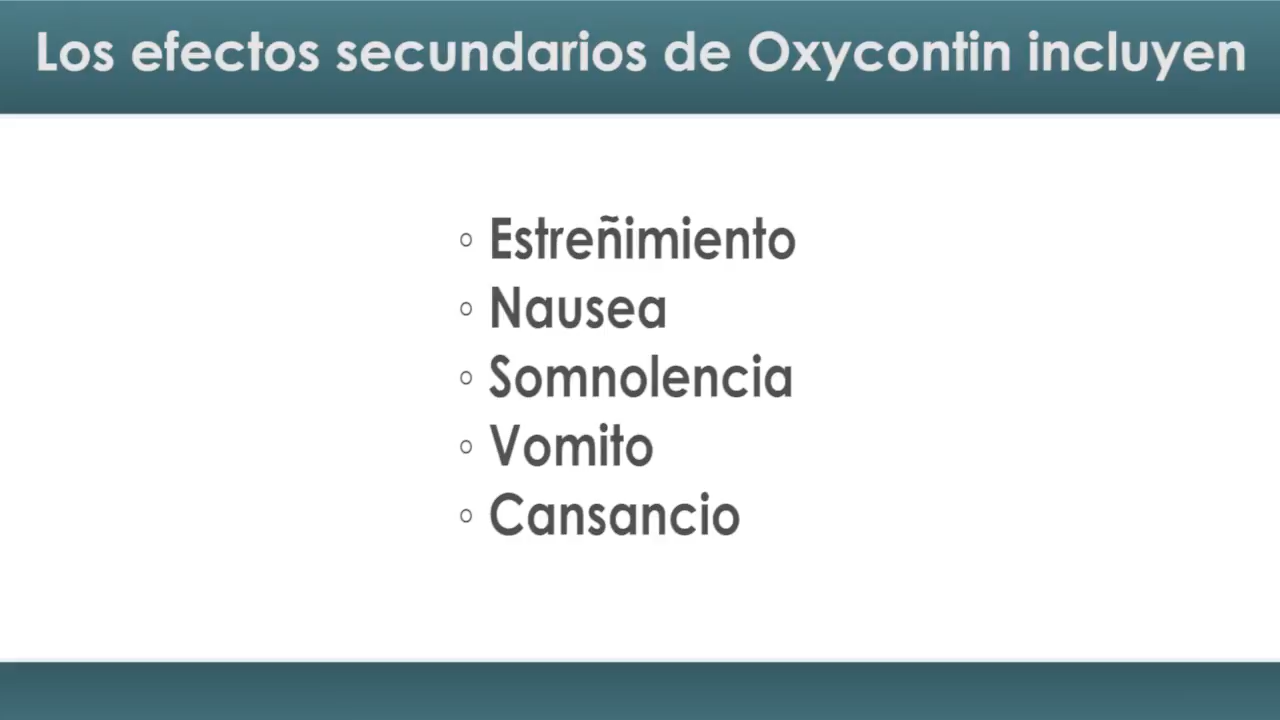 Los efectos secundarios de Oxycontin incluyen
◦ Estreñimiento
◦ Nausea
◦ Somnolencia
◦ Vomito
◦ Cansancio